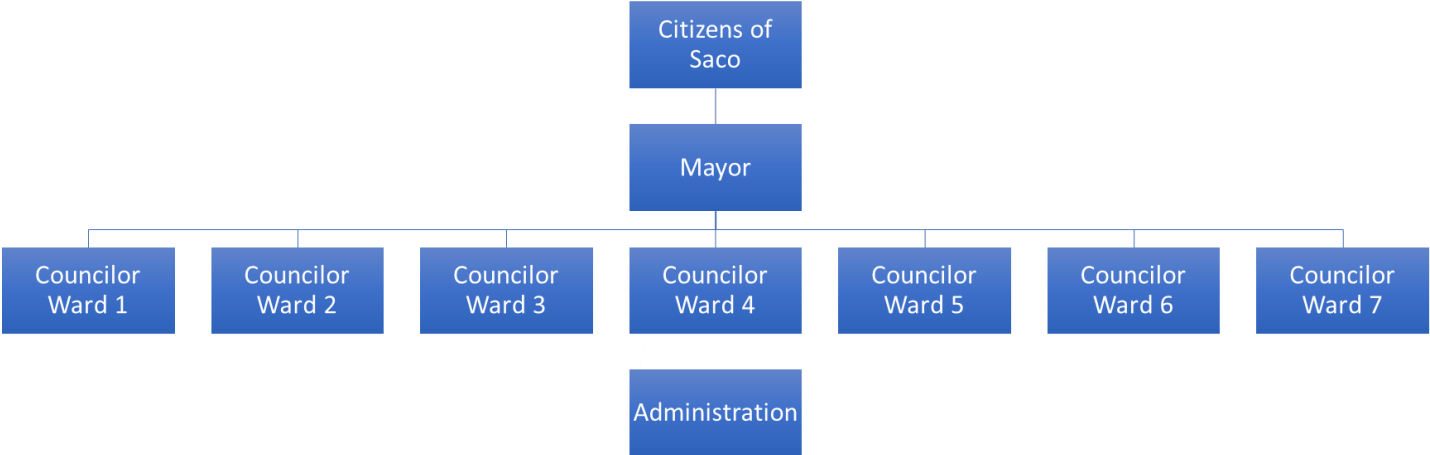 Citizens of
Saco
Mayor
Councilor
Ward 1
Councilor
Ward 2
Councilor
Ward 3
Councilor
Ward 4
Councilor
Ward 5
Councilor
Ward 6
Councilor
Ward 7
Administration